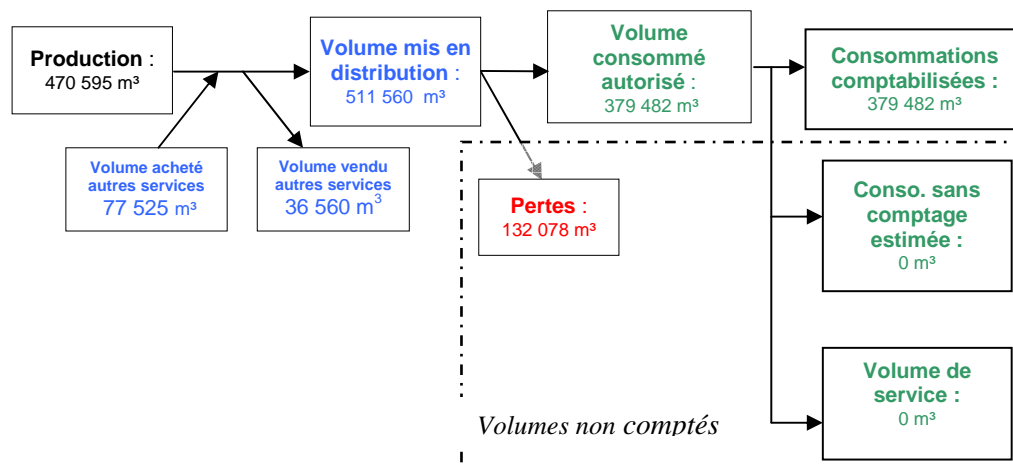 Production :
470 595 m³
Volume mis en
distribution :
511 560 m³
Volume
consommé
autorisé :
379 482 m³
Consommations
comptabilisées :
379 482 m³
Volume acheté
autres services
77 525 m³
Volume vendu
autres services
36 560 m³
Pertes :
132 078 m³
Conso. sans
comptage
estimée :
0 m³
Volume de
service :
0 m³
Volumes non comptés